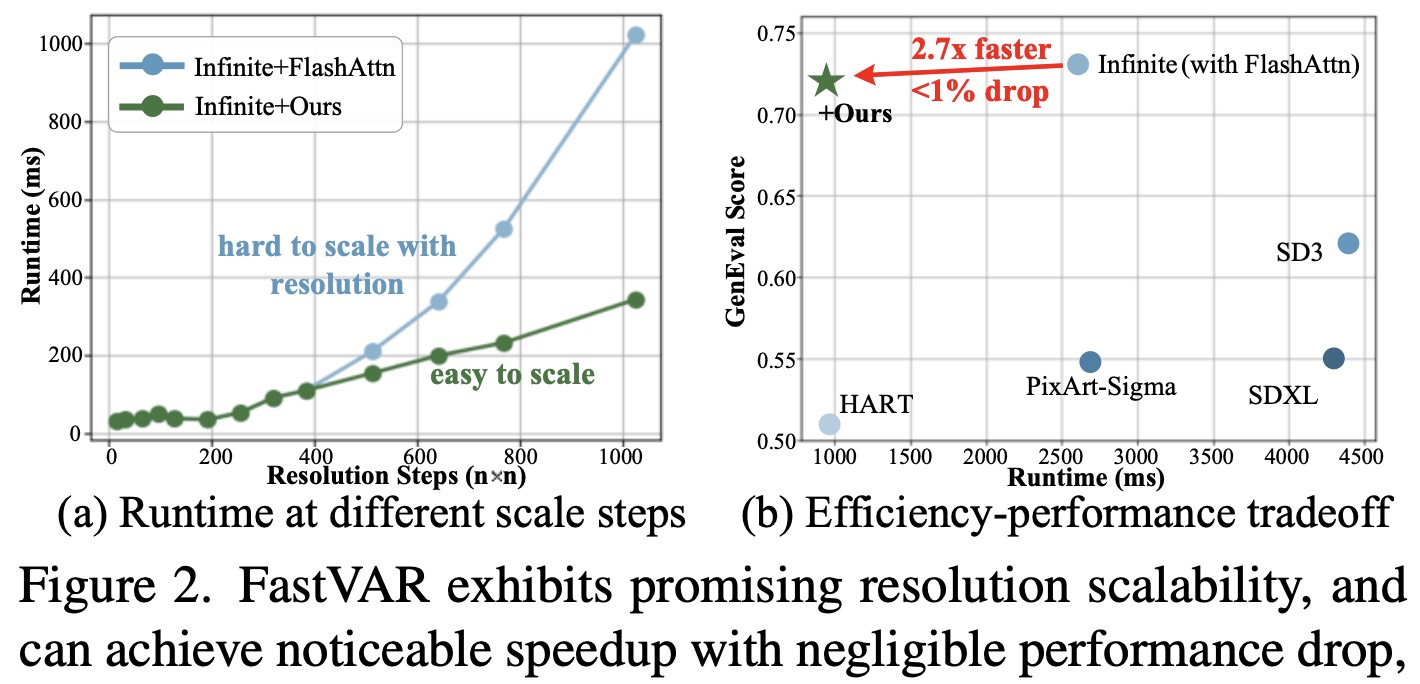 1000
800
600
400
200
0
Runtime (ms)
Infinite+FlashAttn
Infinite+Ours
hard to scale with
resolution
easy to scale
0 200 400 600 800 1000
Resolution Steps (n×n)
(a) Runtime at different scale steps
0.75
0.70
0.65
0.60
0.55
0.50
GenEval Score
2.7x faster
<1% drop
Infinite (with FlashAttn)
+Ours
SD3
PixArt-Sigma
SDXL
HART
1000 1500 2000 2500 3000 3500 4000 4500
Runtime (ms)
(b) Efficiency-performance tradeoff
Figure 2. FastVAR exhibits promising resolution scalability, and
can achieve noticeable speedup with negligible performance drop,